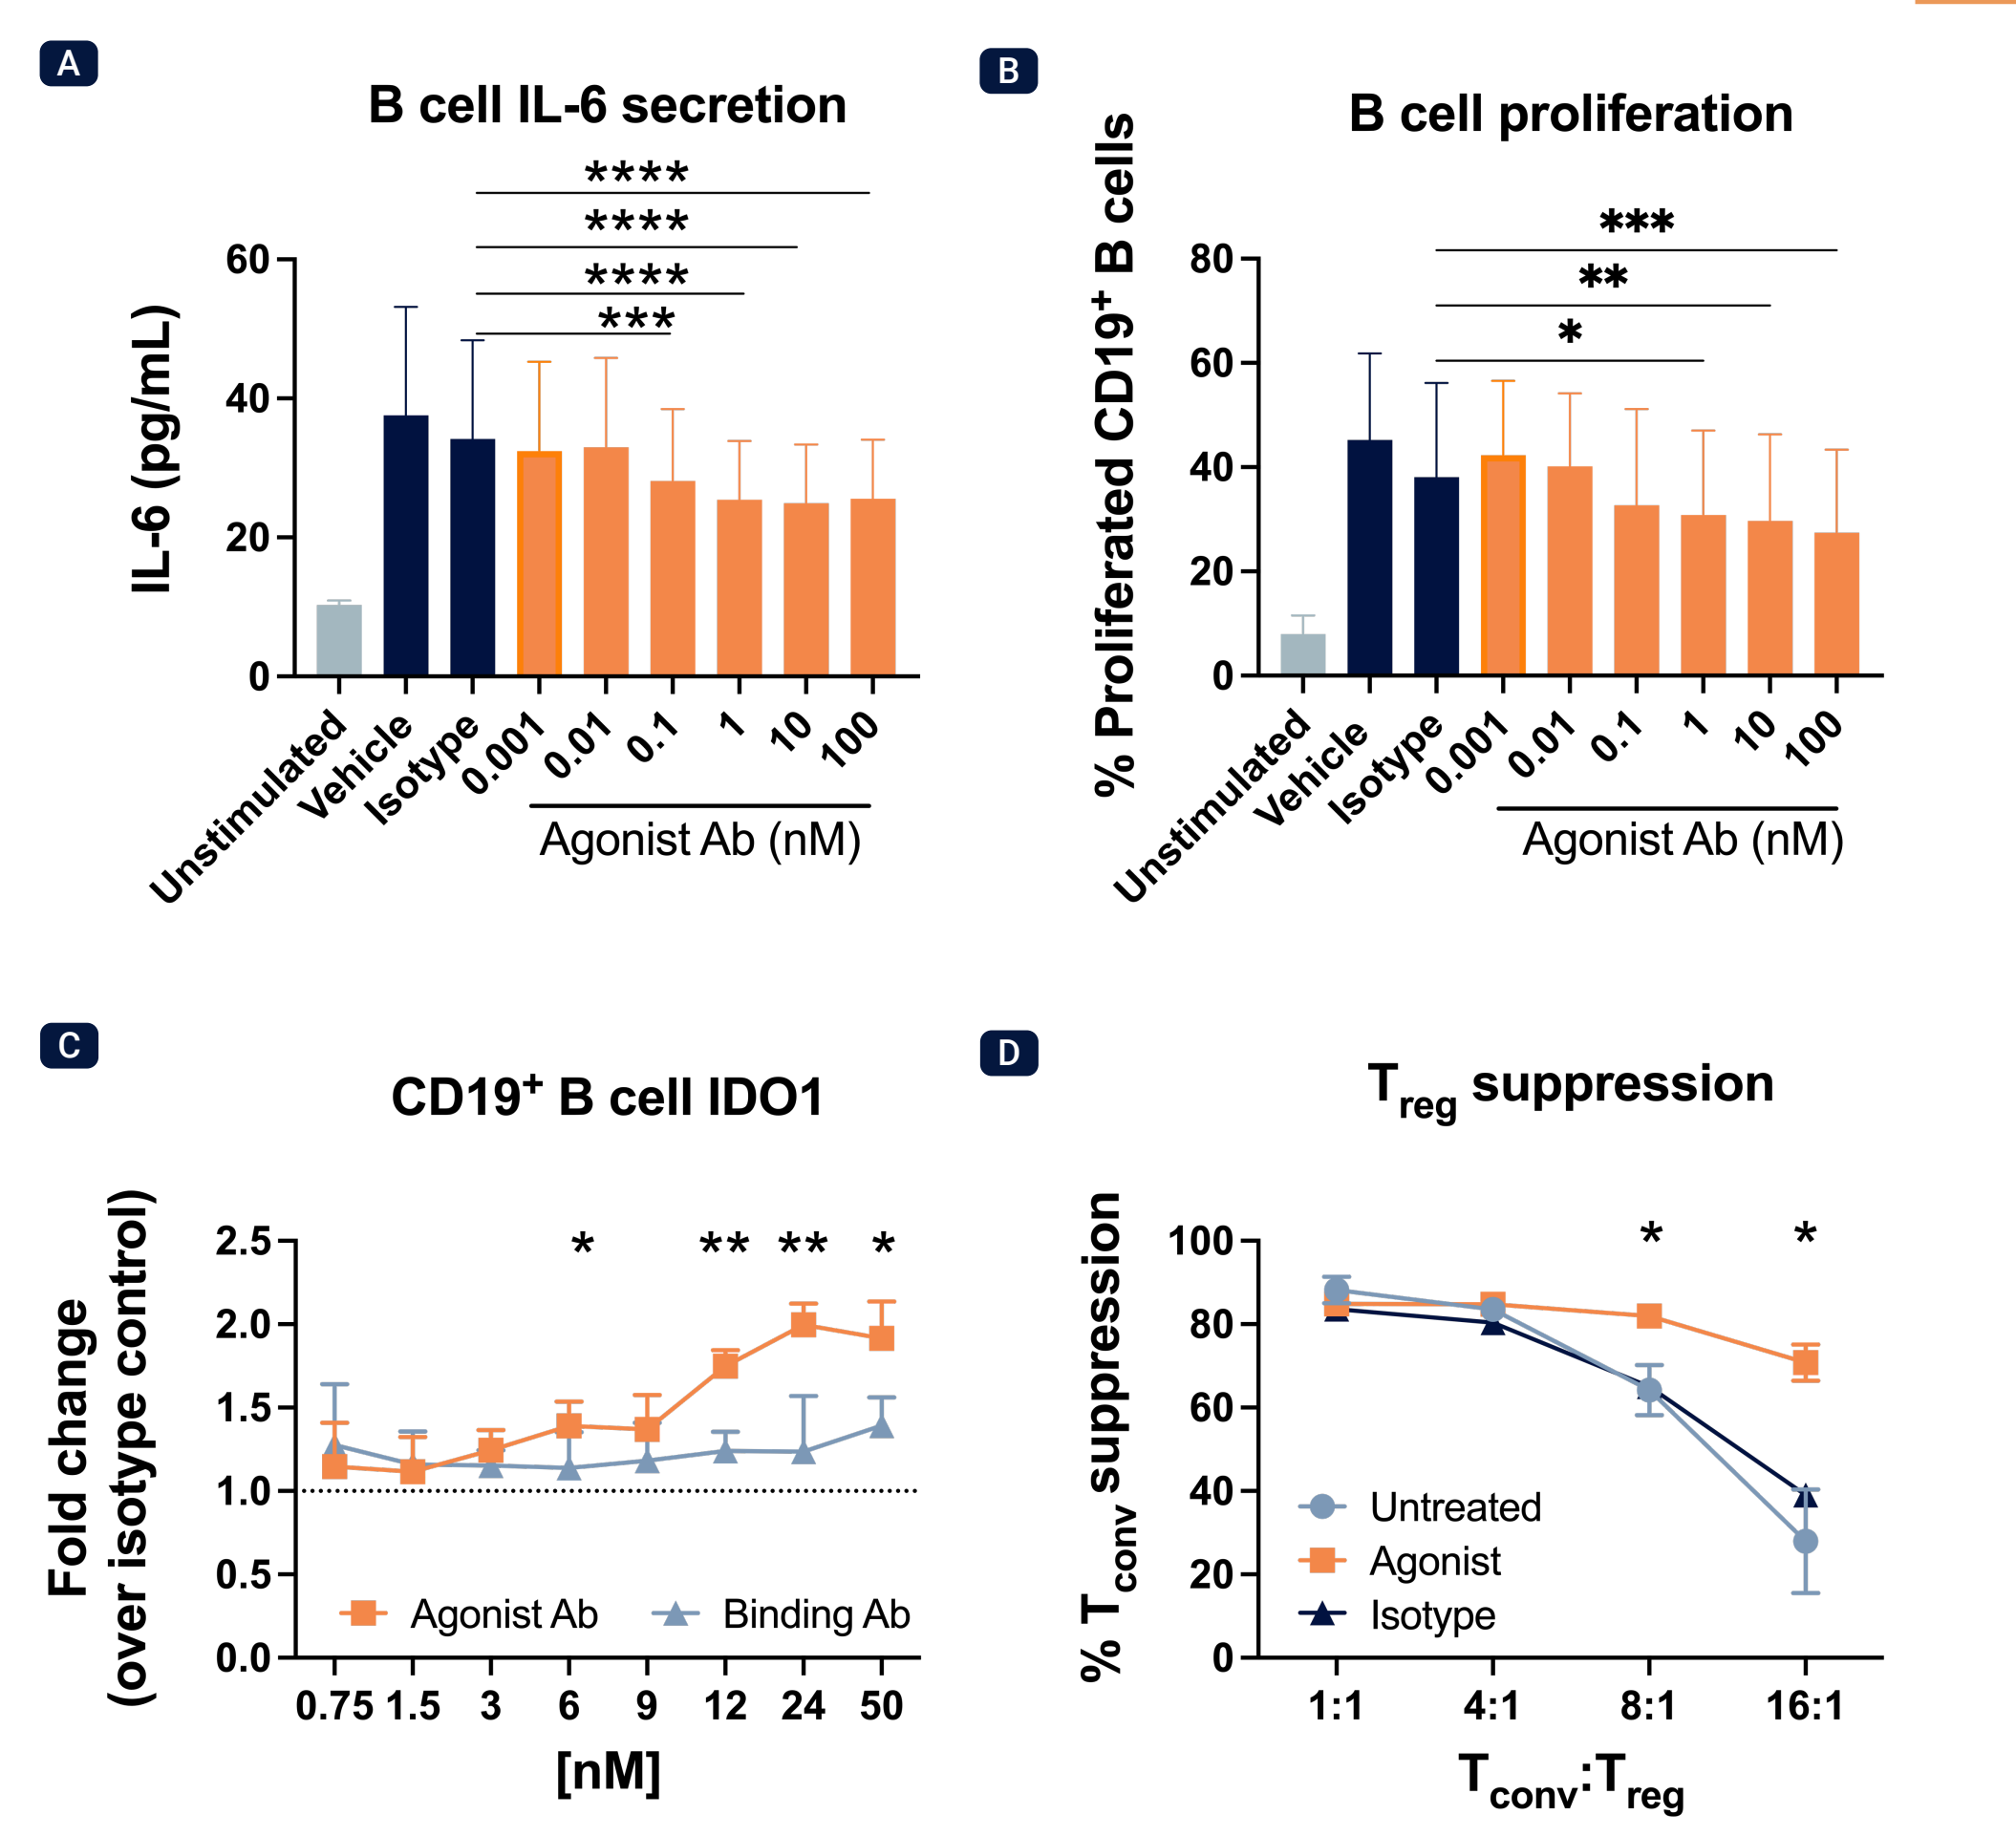 A
B cell IL-6 secretion
****
****
****
***
IL-6 (pg/mL)
60
40
20
0
Unstimulated
Vehicle
Isotype
0.001
0.01
0.1
1
10
100
Agonist Ab (nM)
B
B cell proliferation
***
**
*
% Proliferated CD19+ B cells
80
60
40
20
0
Unstimulated
Vehicle
Isotype
0.001
0.01
0.1
1
10
100
Agonist Ab (nM)
C
CD19+ B cell IDO1
Fold change
(over isotype control)
2.5
2.0
1.5
1.0
0.5
0.0
* ** ** *
Agonist Ab
Binding Ab
0.75 1.5 3 6 9 12 24 50
[nM]
D
Treg suppression
% Tconv suppression
100
80
60
40
20
0
* *
Untreated
Agonist
Isotype
1:1 4:1 8:1 16:1
Tconv:Treg